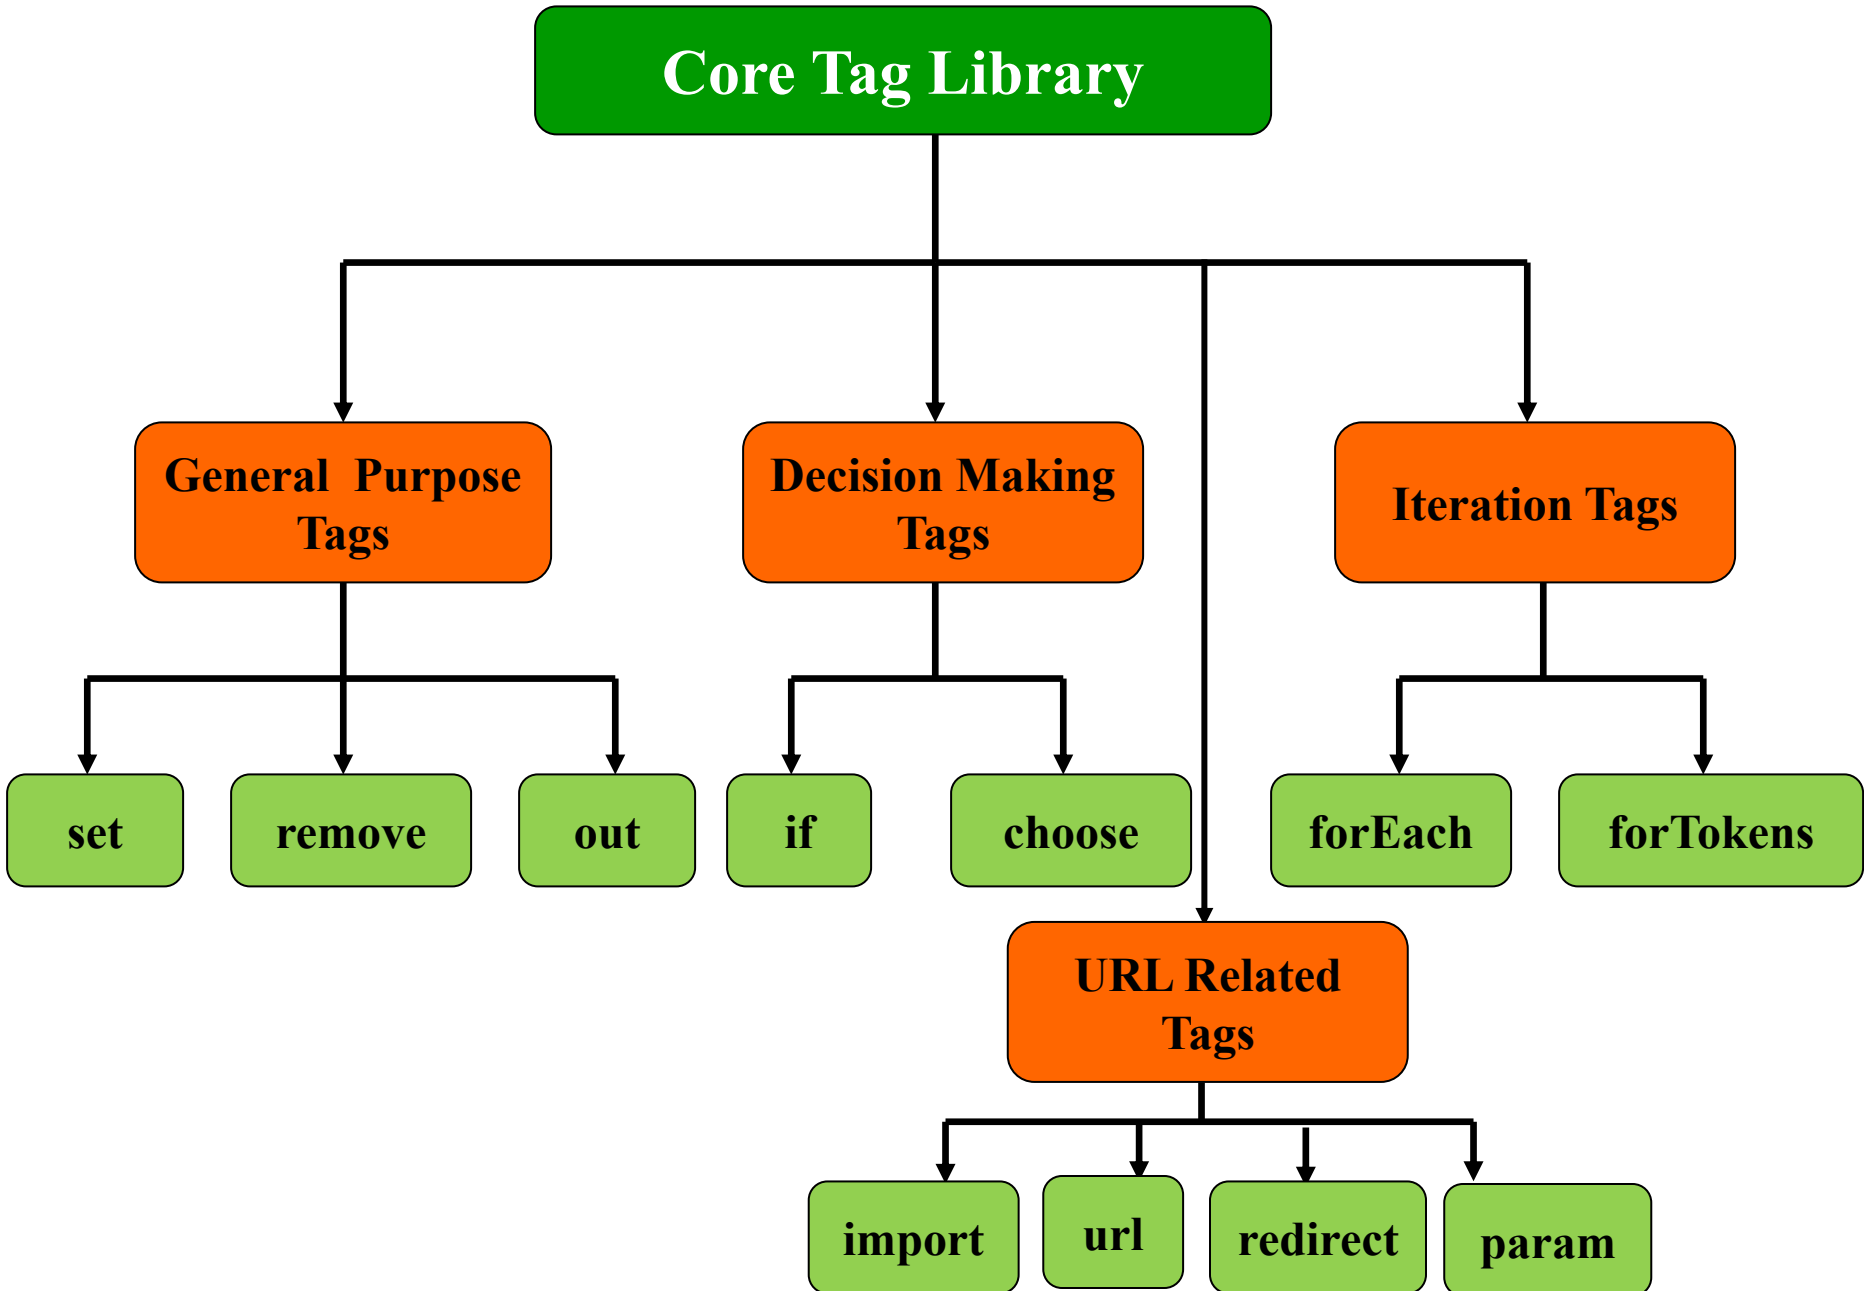 Core Tag Library
General  Purpose
Tags
Decision Making
Tags
Iteration Tags
set
remove
out
if
choose
forEach
forTokens
URL Related
Tags
import
url
redirect
param